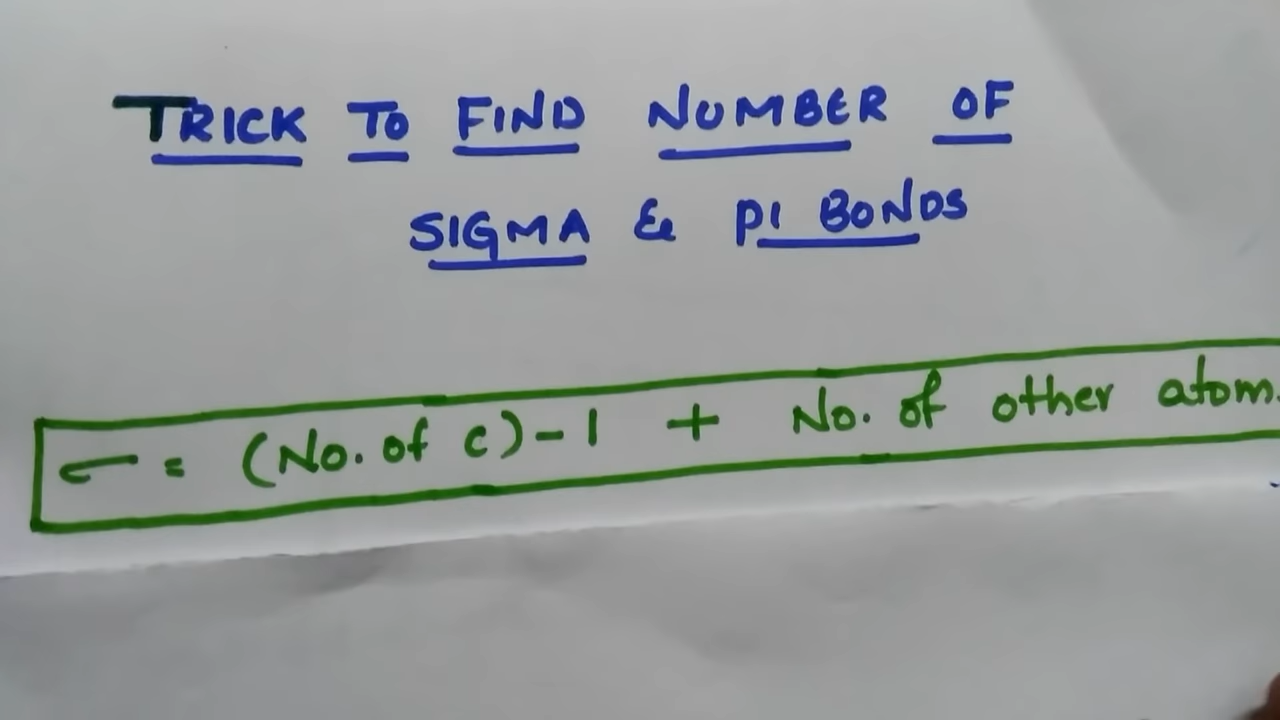 TRICK TO FIND NUMBER OF
SIGMA & PI BONDS
σ = (No. of c) - 1 + No. of other atom.